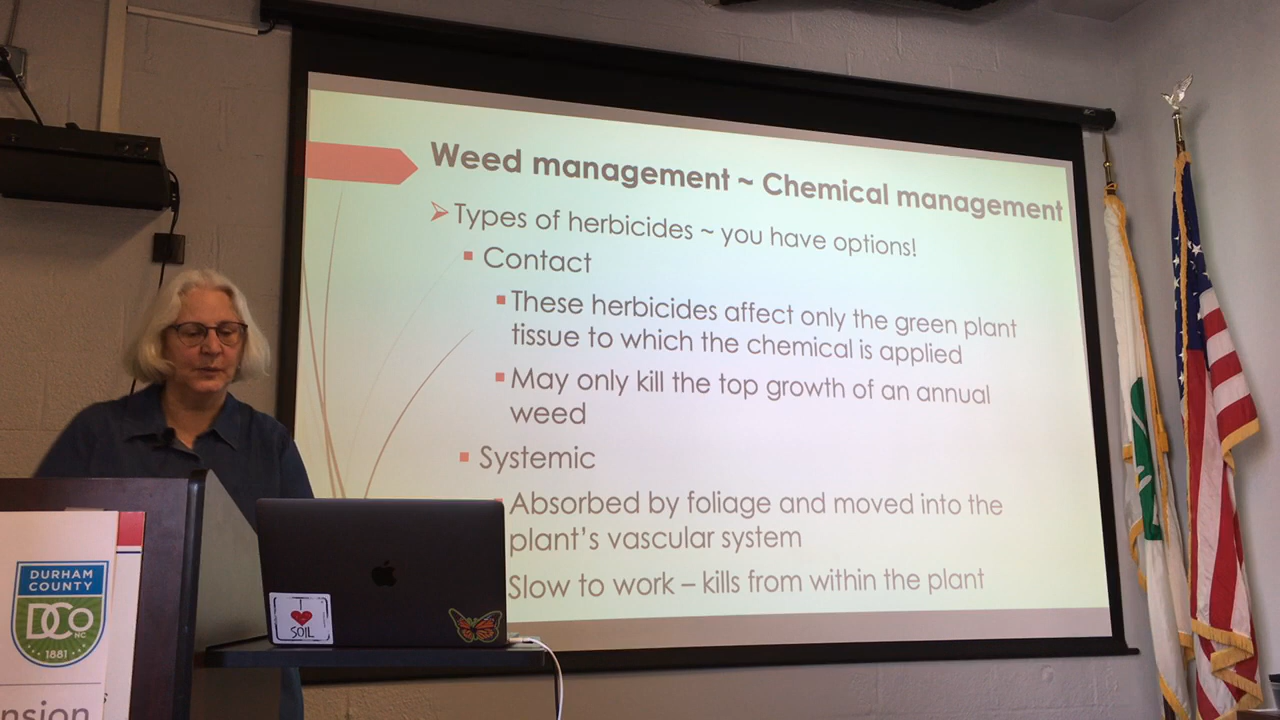 Weed management ~ Chemical management
Types of herbicides ~ you have options!
Contact
These herbicides affect only the green plant
tissue to which the chemical is applied
May only kill the top growth of an annual
weed
Systemic
Absorbed by foliage and moved into the
plant's vascular system
Slow to work – kills from within the plant
DURHAM
COUNTY
DCo
NC
1881
nsion
I
SOIL